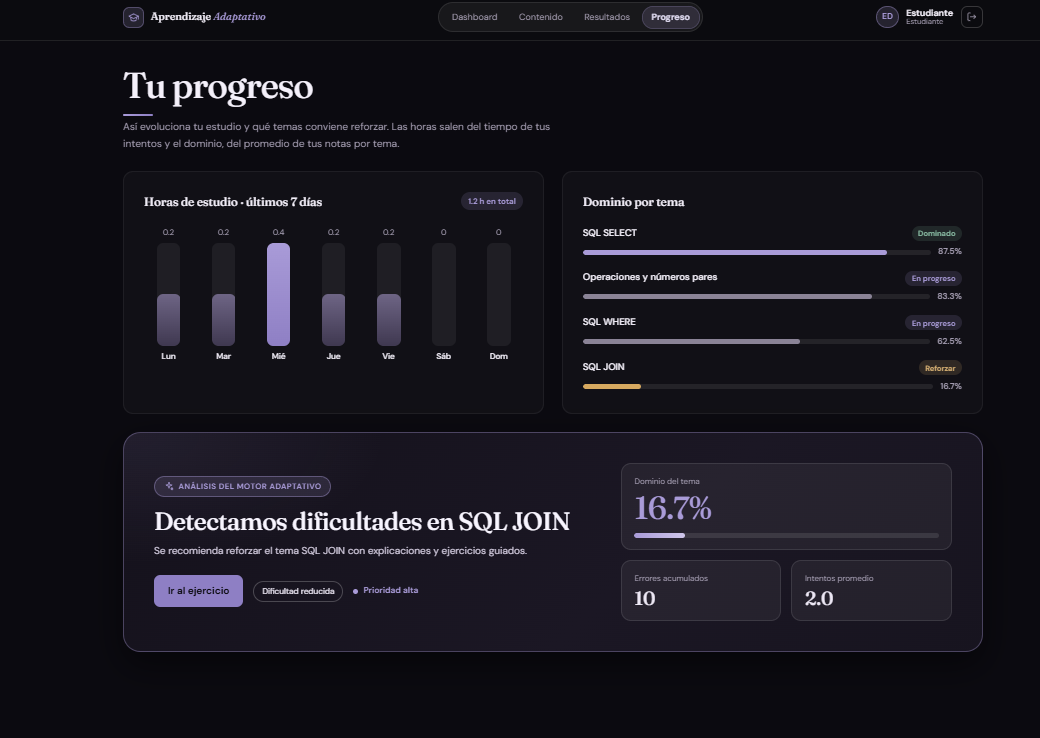 Aprendizaje Adaptativo
Dashboard Contenido Resultados Progreso
ED Estudiante
Estudiante
Tu progreso
Así evoluciona tu estudio y qué temas conviene reforzar. Las horas salen del tiempo de tus
intentos y el dominio, del promedio de tus notas por tema.
Horas de estudio · últimos 7 días
1.2 h en total
0.2 0.2 0.4 0.2 0.2 0 0
Lun Mar Mié Jue Vie Sáb Dom
Dominio por tema
SQL SELECT Dominado
87.5%
Operaciones y números pares En progreso
83.3%
SQL WHERE En progreso
62.5%
SQL JOIN Reforzar
16.7%
ANÁLISIS DEL MOTOR ADAPTATIVO
Detectamos dificultades en SQL JOIN
Se recomienda reforzar el tema SQL JOIN con explicaciones y ejercicios guiados.
Ir al ejercicio Dificultad reducida Prioridad alta
Dominio del tema
16.7%
Errores acumulados
10
Intentos promedio
2.0